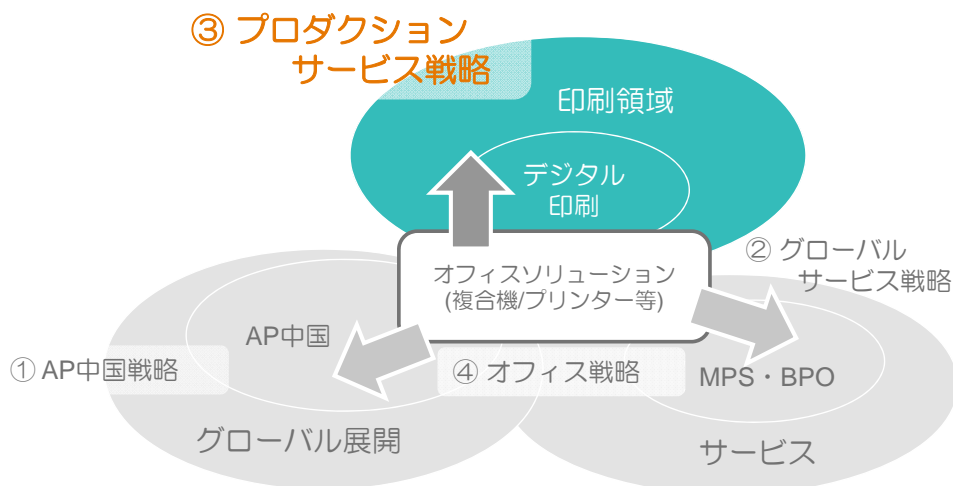 ③ プロダクション
サービス戦略
印刷領域
デジタル
印刷
② グローバル
サービス戦略
オフィスソリューション
(複合機/プリンター等)
AP中国
① AP中国戦略
④ オフィス戦略
MPS・BPO
グローバル展開
サービス